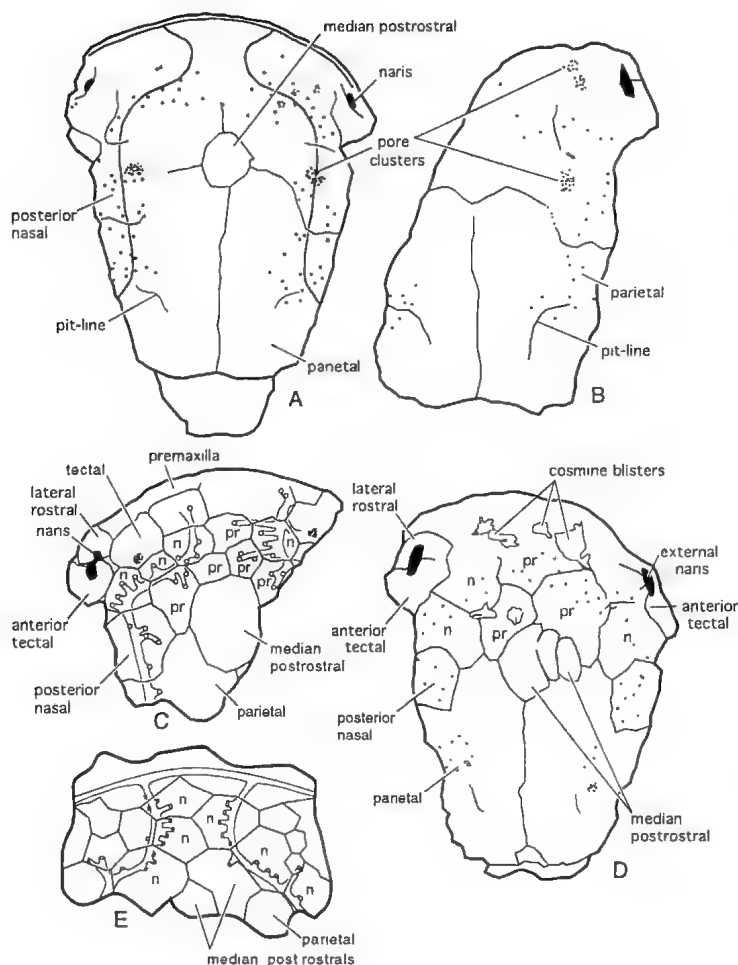 median postrostral
naris
pore
clusters
posterior
nasal
pit-line
panetal
A
parietal
pit-line
B
premaxilla
tectal
lateral
rostral
nans
anterior
tectal
posterior
nasal
pr
n
n
n
n
pr
pr
pr
pr
pr
median
postrostral
parietal
C
cosmine blisters
lateral
rostral
external
nans
anterior
tectal
anterior
tectal
n
pr
pr
n
pr
n
posterior
nasal
panetal
median
postrostral
D
n
n
n
n
n
n
n
E
parietal
median post rostrals